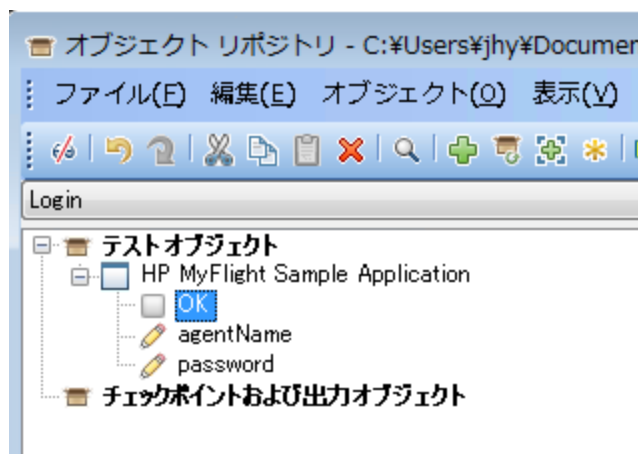 オブジェクト リポジトリ - C:¥Users¥jhy¥Documen
ファイル(F) 編集(E) オブジェクト(O) 表示(V)
Login
テスト オブジェクト
HP MyFlight Sample Application
OK
agentName
password
チェックポイントおよび出力オブジェクト